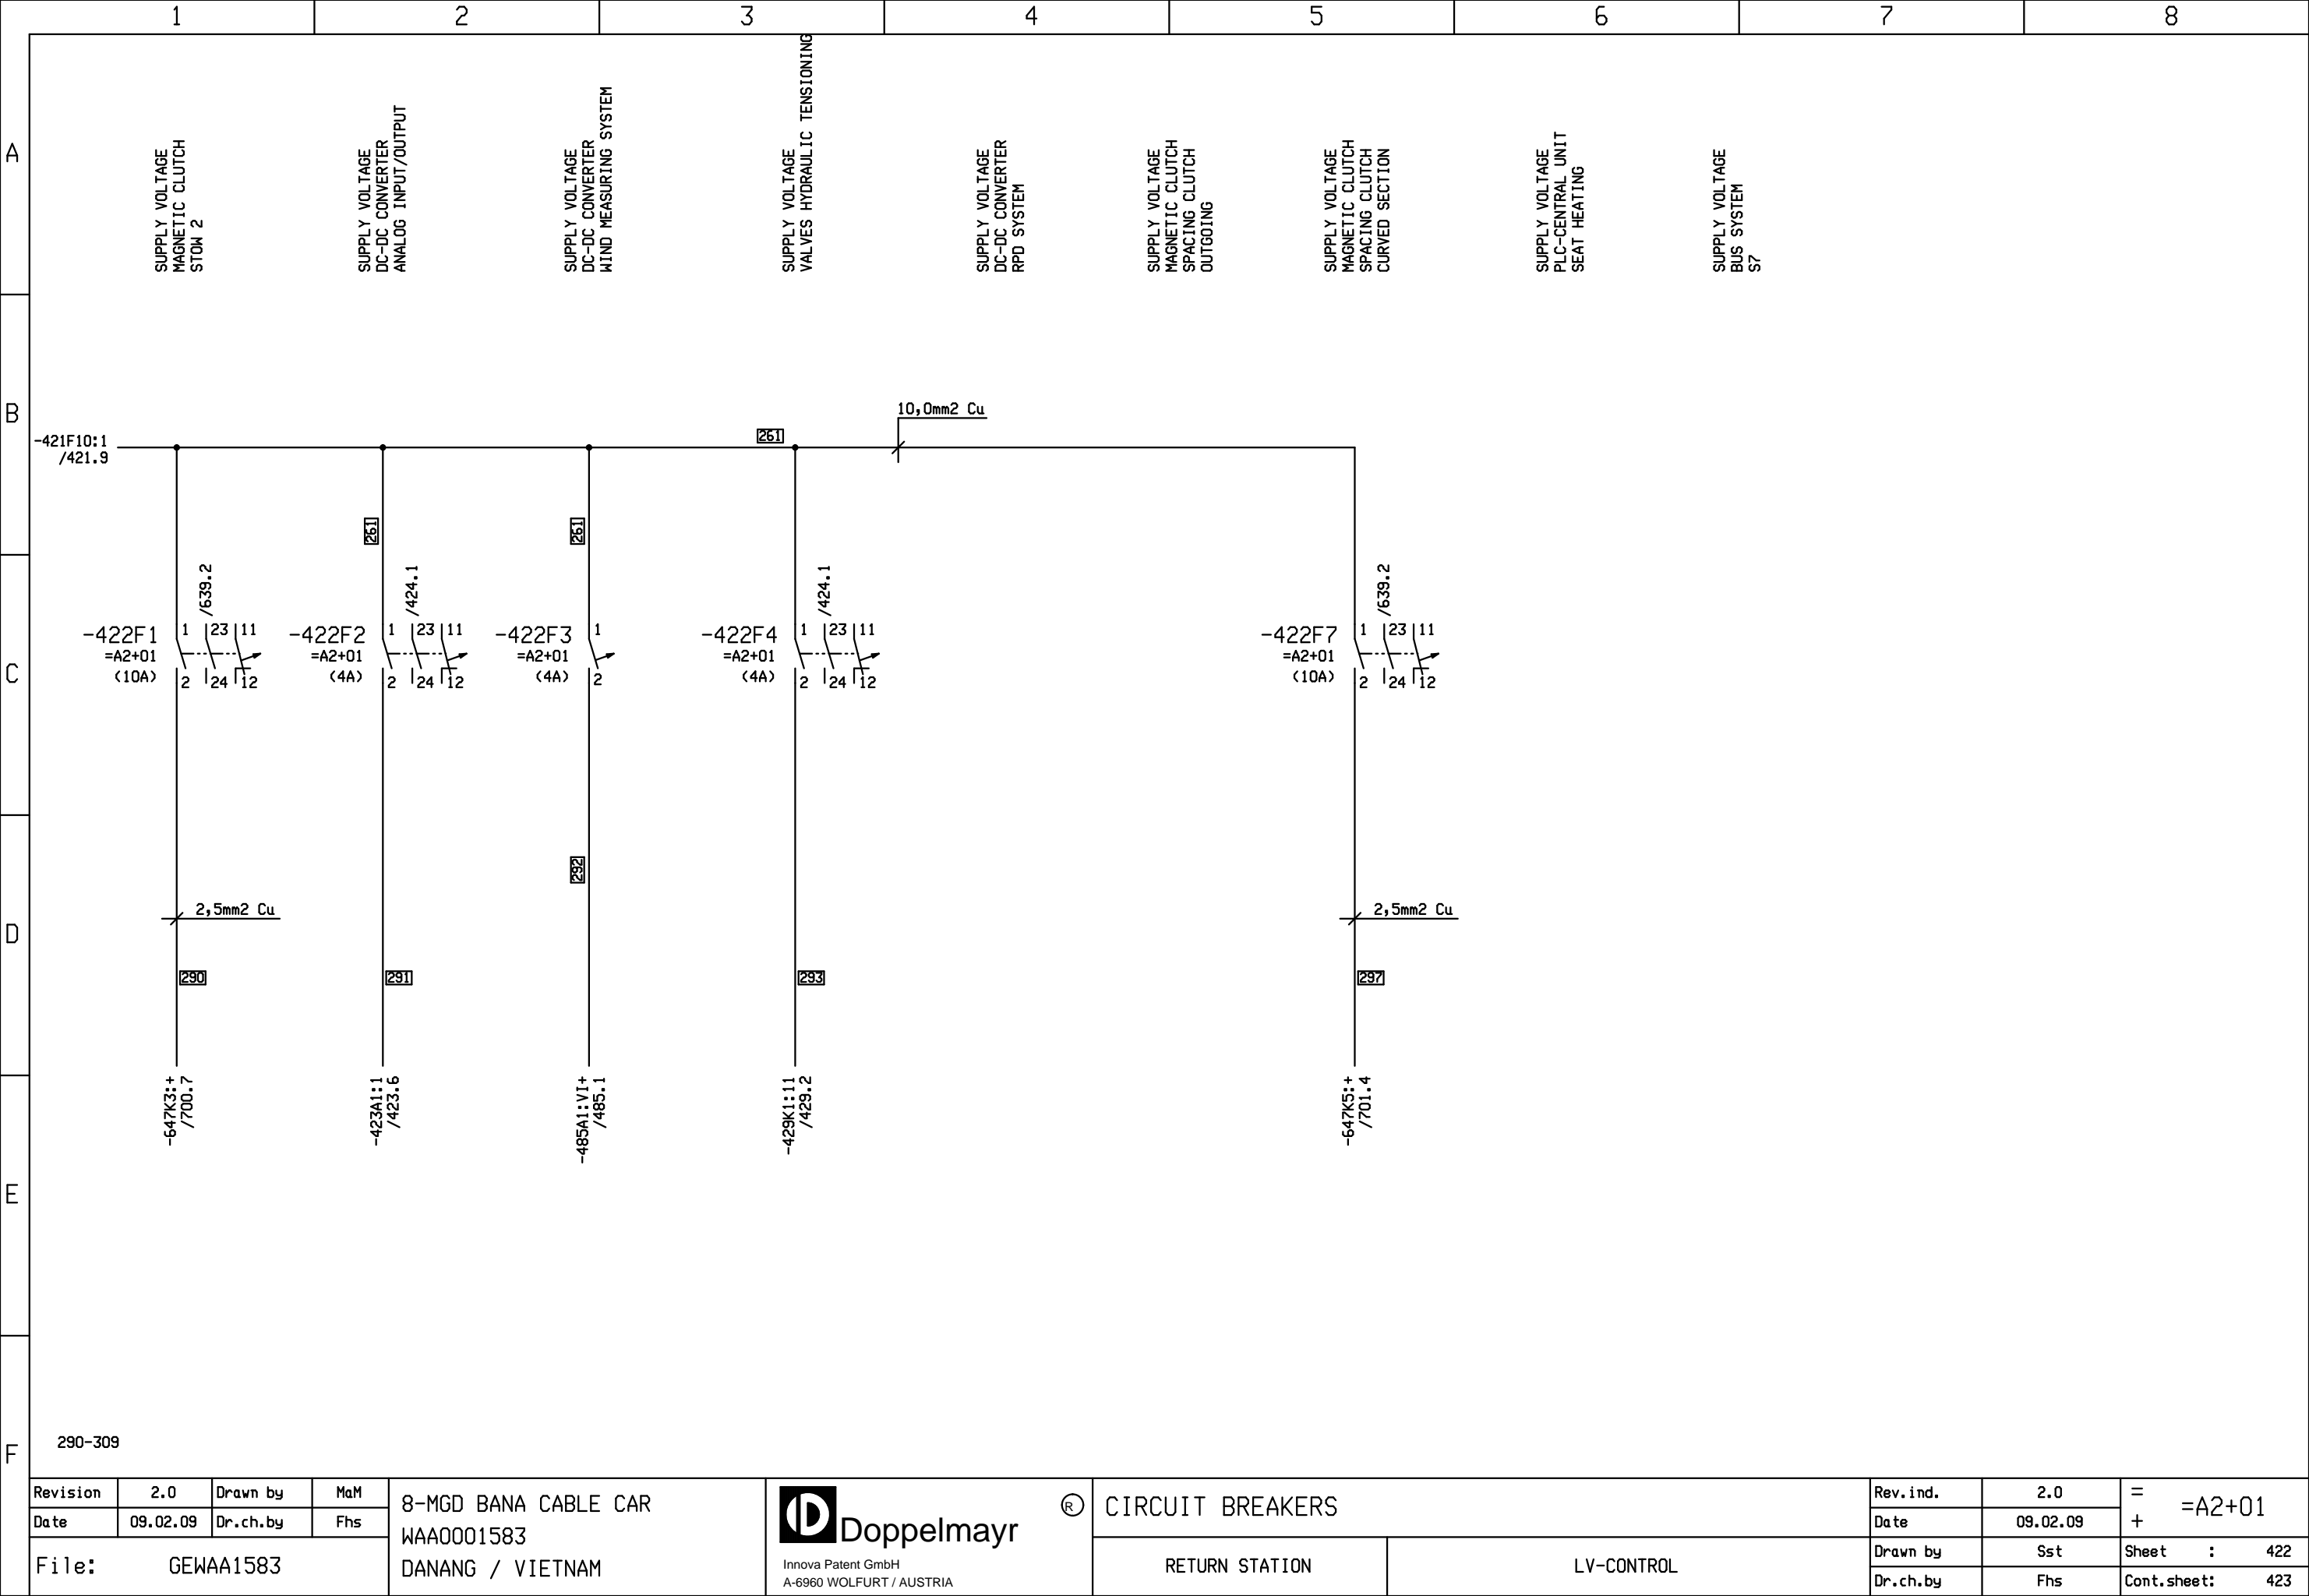 1 2 3 4 5 6 7 8
A
SUPPLY VOLTAGE
MAGNETIC CLUTCH
STOW 2
SUPPLY VOLTAGE
DC-DC CONVERTER
ANALOG INPUT/OUTPUT
SUPPLY VOLTAGE
DC-DC CONVERTER
WIND MEASURING SYSTEM
SUPPLY VOLTAGE
VALVES HYDRAULIC TENSIONING
SUPPLY VOLTAGE
DC-DC CONVERTER
RPD SYSTEM
SUPPLY VOLTAGE
MAGNETIC CLUTCH
SPACING CLUTCH
OUTGOING
SUPPLY VOLTAGE
MAGNETIC CLUTCH
SPACING CLUTCH
CURVED SECTION
SUPPLY VOLTAGE
PLC-CENTRAL UNIT
SEAT HEATING
SUPPLY VOLTAGE
BUS SYSTEM
S7
B
-421F10:1
/421.9
261
10,0mm2 Cu
261
261
C
-422F1
=A2+01
(10A)
1 23 11
2 24 12
/639.2
-422F2
=A2+01
(4A)
1 23 11
2 24 12
/424.1
-422F3
=A2+01
(4A)
1
2
-422F4
=A2+01
(4A)
1 23 11
2 24 12
/424.1
-422F7
=A2+01
(10A)
1 23 11
2 24 12
/639.2
D
292
2,5mm2 Cu
2,5mm2 Cu
290
291
293
297
E
-647K3:+
/700.7
-423A1:1
/423.6
-485A1:VI+
/485.1
-429K1:11
/429.2
-647K5:+
/701.4
F
290-309
Revision 2.0 Drawn by MaM
Date 09.02.09 Dr.ch.by Fhs
File: GEWAA1583
8-MGD BANA CABLE CAR
WAA0001583
DANANG / VIETNAM
Doppelmayr
®
Innova Patent GmbH
A-6960 WOLFURT / AUSTRIA
CIRCUIT BREAKERS
RETURN STATION
LV-CONTROL
Rev.ind. 2.0
Date 09.02.09
Drawn by Sst
Dr.ch.by Fhs
=
+
=A2+01
Sheet : 422
Cont.sheet: 423